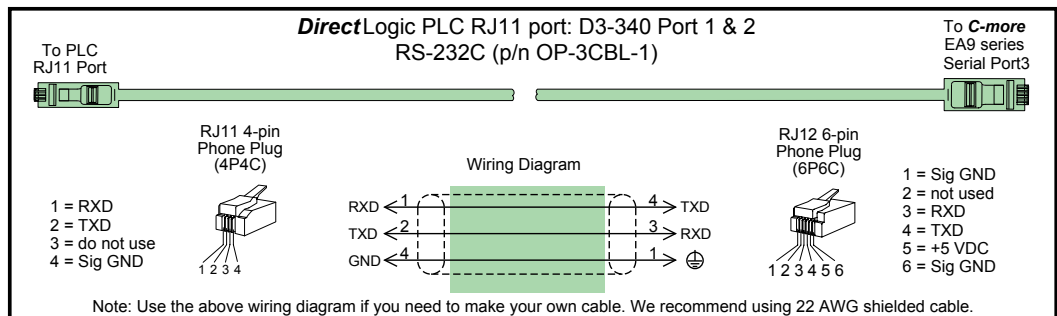 DirectLogic PLC RJ11 port: D3-340 Port 1 & 2
RS-232C (p/n OP-3CBL-1)
To PLC
RJ11 Port
To C-more
EA9 series
Serial Port3
RJ11 4-pin
Phone Plug
(4P4C)
1 = RXD
2 = TXD
3 = do not use
4 = Sig GND
1 2 3 4
Wiring Diagram
RXD 1 4 TXD
TXD 2 3 RXD
GND 4 1
RJ12 6-pin
Phone Plug
(6P6C)
1 2 3 4 5 6
1 = Sig GND
2 = not used
3 = RXD
4 = TXD
5 = +5 VDC
6 = Sig GND
Note: Use the above wiring diagram if you need to make your own cable. We recommend using 22 AWG shielded cable.